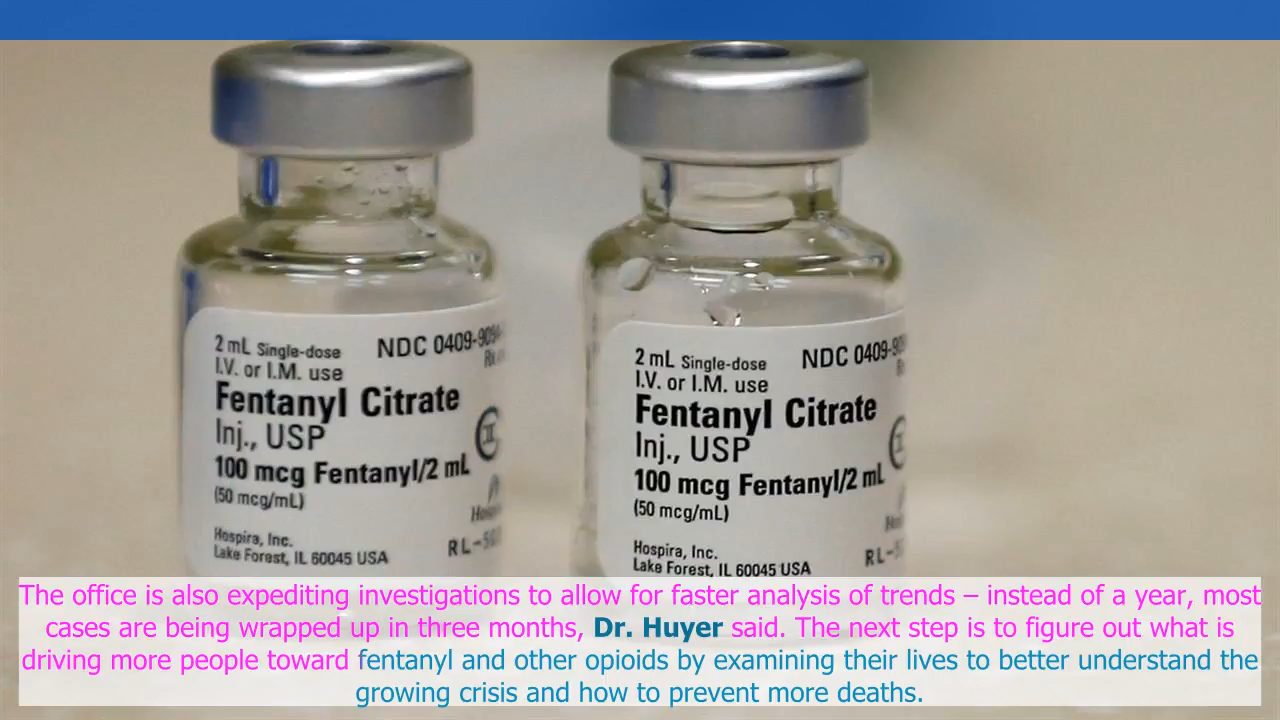 2 mL Single-dose
I.V. or I.M. use
NDC 0409-909
Fentanyl Citrate
Inj., USP
100 mcg Fentanyl/2 mL
(50 mcg/mL)
Hospira, Inc.
Lake Forest, IL 60045 USA
RL-
2 mL Single-dose
I.V. or I.M. use
NDC 0409-9
Fentanyl Citrate
Inj., USP
100 mcg Fentanyl/2 mL
(50 mcg/mL)
Hospira, Inc.
Lake Forest, IL 60045 USA
RL-
The office is also expediting investigations to allow for faster analysis of trends – instead of a year, most
cases are being wrapped up in three months, Dr. Huyer said. The next step is to figure out what is
driving more people toward fentanyl and other opioids by examining their lives to better understand the
growing crisis and how to prevent more deaths.